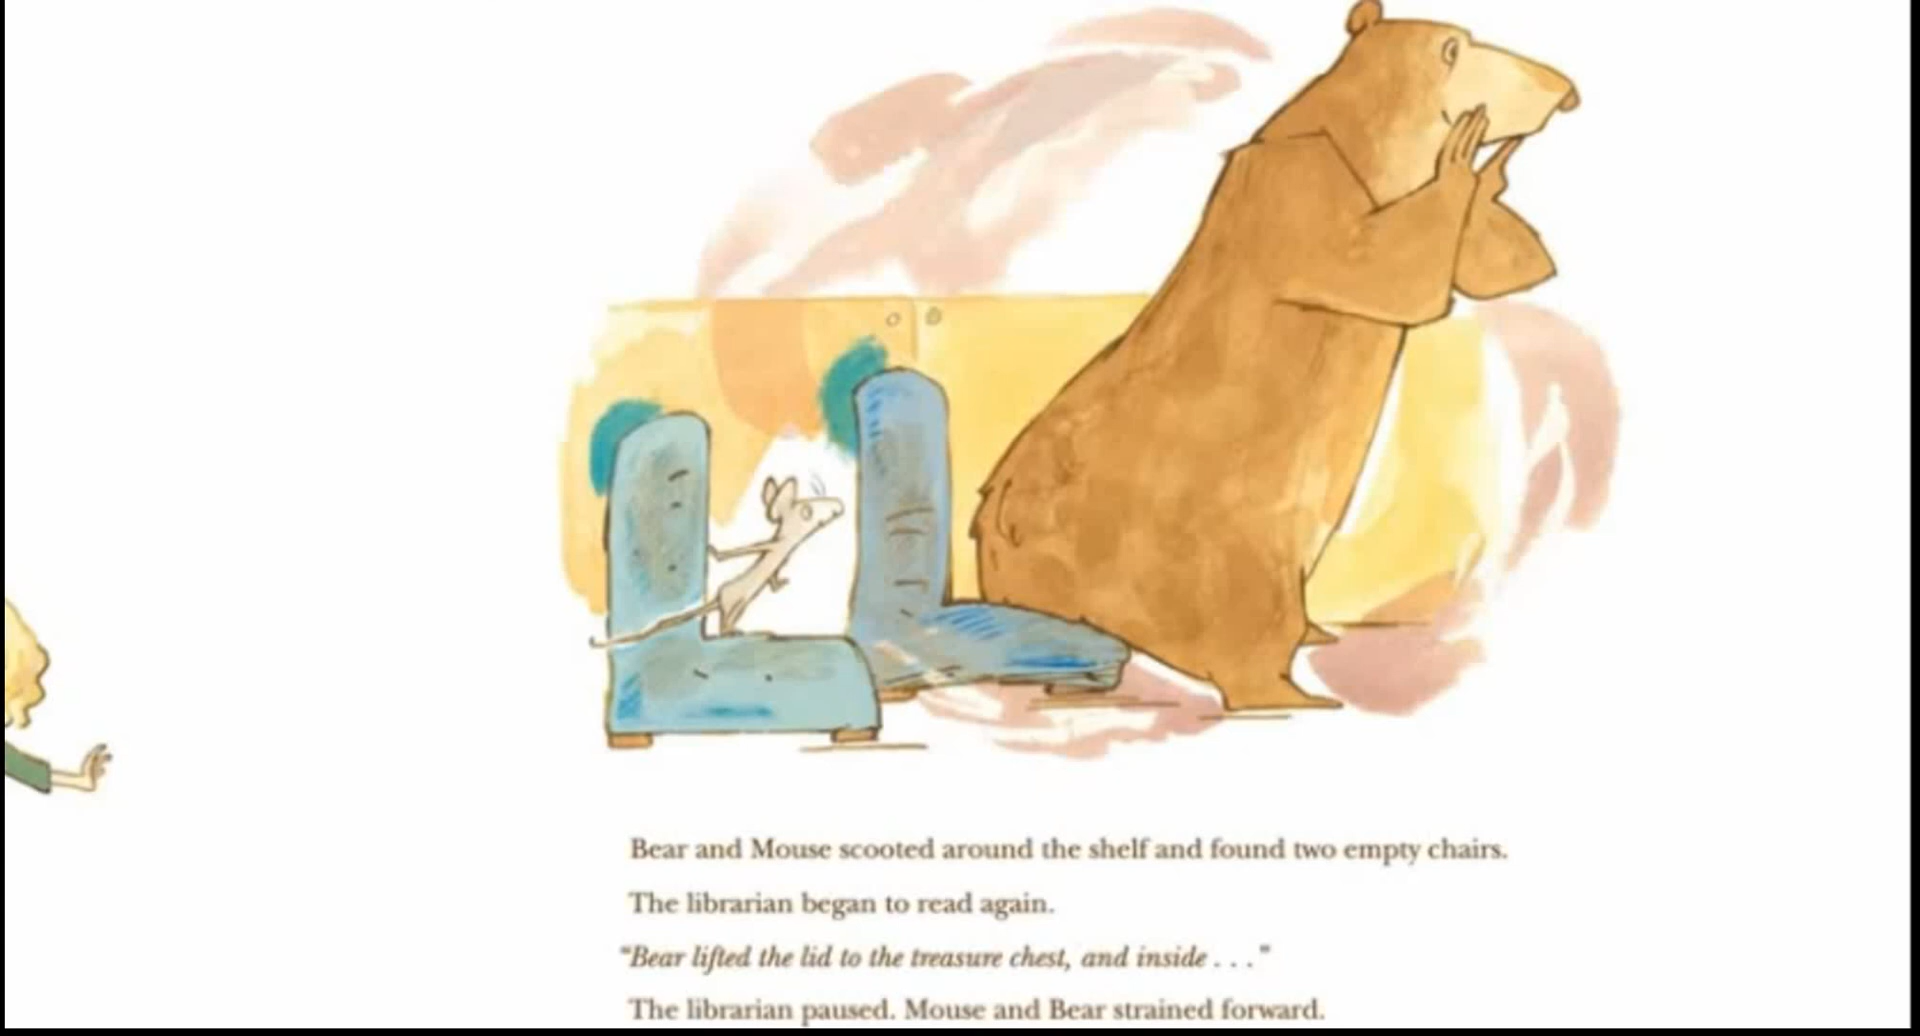 Bear and Mouse scooted around the shelf and found two empty chairs.
The librarian began to read again.
"Bear lifted the lid to the treasure chest, and inside . . ."
The librarian paused. Mouse and Bear strained forward.